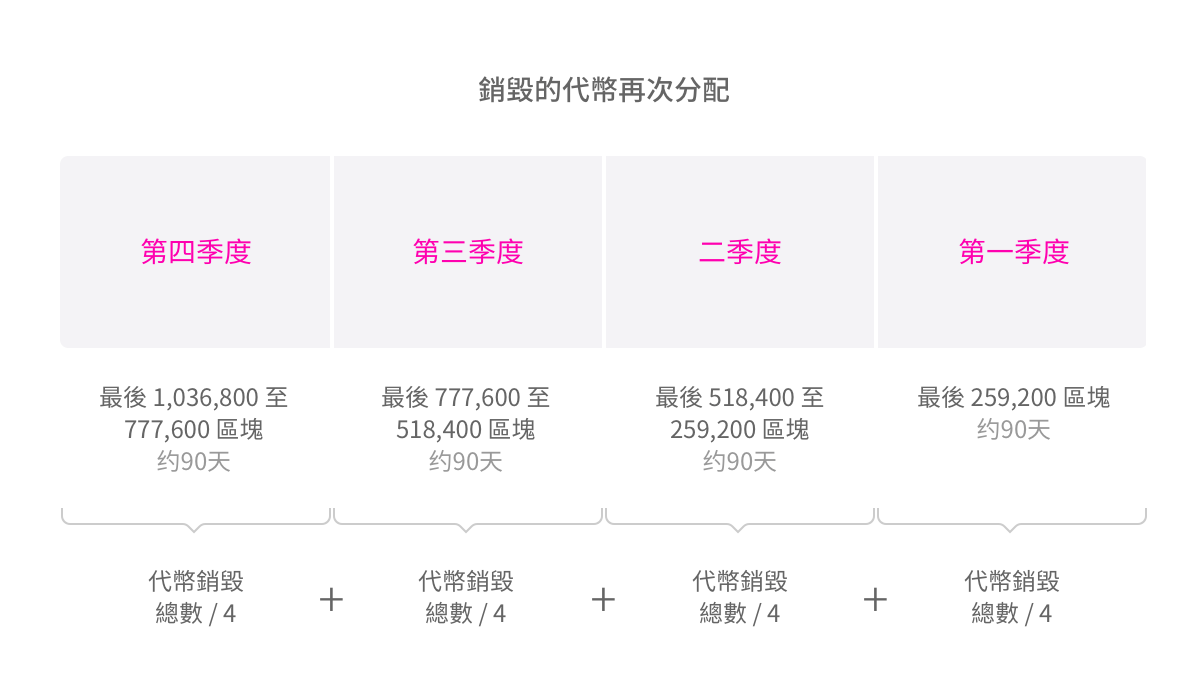 銷毀的代幣再次分配
第四季度
第三季度
二季度
第一季度
最後 1,036,800 至
777,600 區塊
约90天
最後 777,600 至
518,400 區塊
约90天
最後 518,400 至
259,200 區塊
约90天
最後 259,200 區塊
约90天
代幣銷毀
總數 / 4
+
代幣銷毀
總數 / 4
+
代幣銷毀
總數 / 4
+
代幣銷毀
總數 / 4